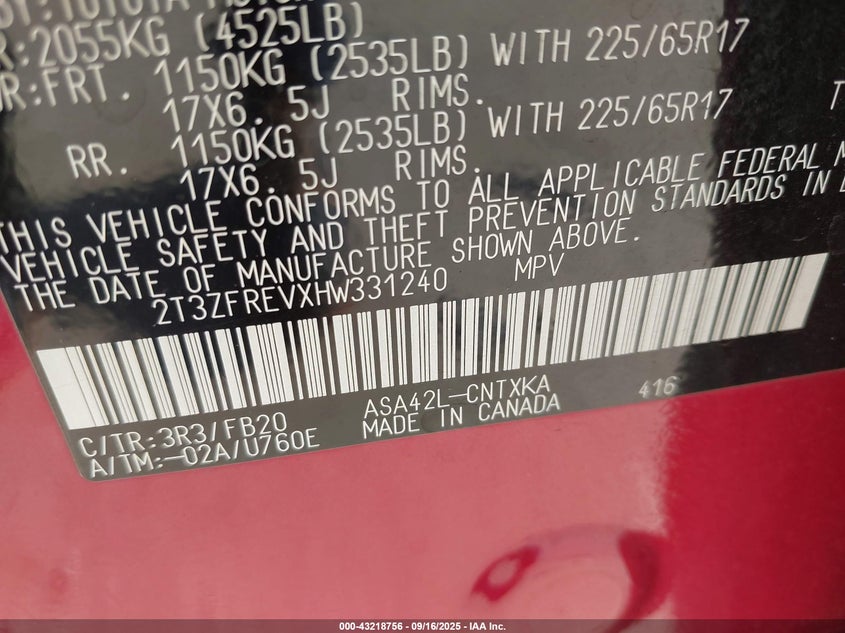 2055KG (4525LB)
FRT. 1150KG (2535LB) WITH 225/65R17
17X6. 5J RIMS.
RR. 1150KG (2535LB) WITH 225/65R17
17X6. 5J RIMS.
THIS VEHICLE CONFORMS TO ALL APPLICABLE FEDERAL
VEHICLE SAFETY AND THEFT PREVENTION STANDARDS IN
THE DATE OF MANUFACTURE SHOWN ABOVE.
2T3ZFREVXHW331240 MPV
ASA42L-CNTXKA 416
C/TR:3R3/FB20 MADE IN CANADA
A/TM:-02A/U760E
000-43218756 - 09/16/2025 - IAA Inc.